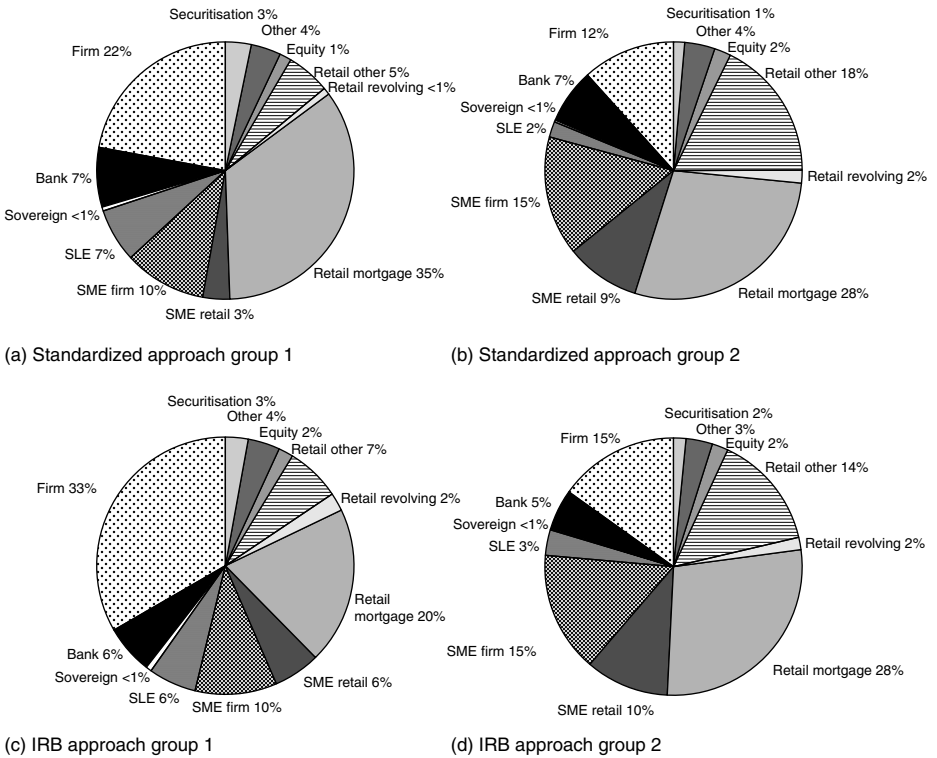 Securitisation 3%
Other 4%
Equity 1%
Retail other 5%
Retail revolving <1%
Retail mortgage 35%
SME retail 3%
SME firm 10%
SLE 7%
Sovereign <1%
Bank 7%
Firm 22%
(a) Standardized approach group 1
Securitisation 1%
Other 4%
Equity 2%
Retail other 18%
Retail revolving 2%
Retail mortgage 28%
SME retail 9%
SME firm 15%
SLE 2%
Sovereign <1%
Bank 7%
Firm 12%
(b) Standardized approach group 2
Securitisation 3%
Other 4%
Equity 2%
Retail other 7%
Retail revolving 2%
Retail
mortgage 20%
SME retail 6%
SME firm 10%
SLE 6%
Sovereign <1%
Bank 6%
Firm 33%
(c) IRB approach group 1
Securitisation 2%
Other 3%
Equity 2%
Retail other 14%
Retail revolving 2%
Retail mortgage 28%
SME retail 10%
SME firm 15%
SLE 3%
Sovereign <1%
Bank 5%
Firm 15%
(d) IRB approach group 2